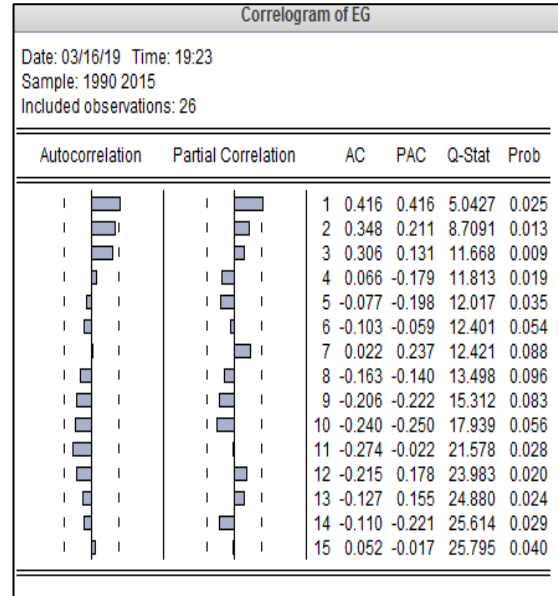 Correlogram of EG
Date: 03/16/19 Time: 19:23
Sample: 1990 2015
Included observations: 26
Autocorrelation Partial Correlation AC PAC Q-Stat Prob
1 0.416 0.416 5.0427 0.025
2 0.348 0.211 8.7091 0.013
3 0.306 0.131 11.668 0.009
4 0.066 -0.179 11.813 0.019
5 -0.077 -0.198 12.017 0.035
6 -0.103 -0.059 12.401 0.054
7 0.022 0.237 12.421 0.088
8 -0.163 -0.140 13.498 0.096
9 -0.206 -0.222 15.312 0.083
10 -0.240 -0.250 17.939 0.056
11 -0.274 -0.022 21.578 0.028
12 -0.215 0.178 23.983 0.020
13 -0.127 0.155 24.880 0.024
14 -0.110 -0.221 25.614 0.029
15 0.052 -0.017 25.795 0.040